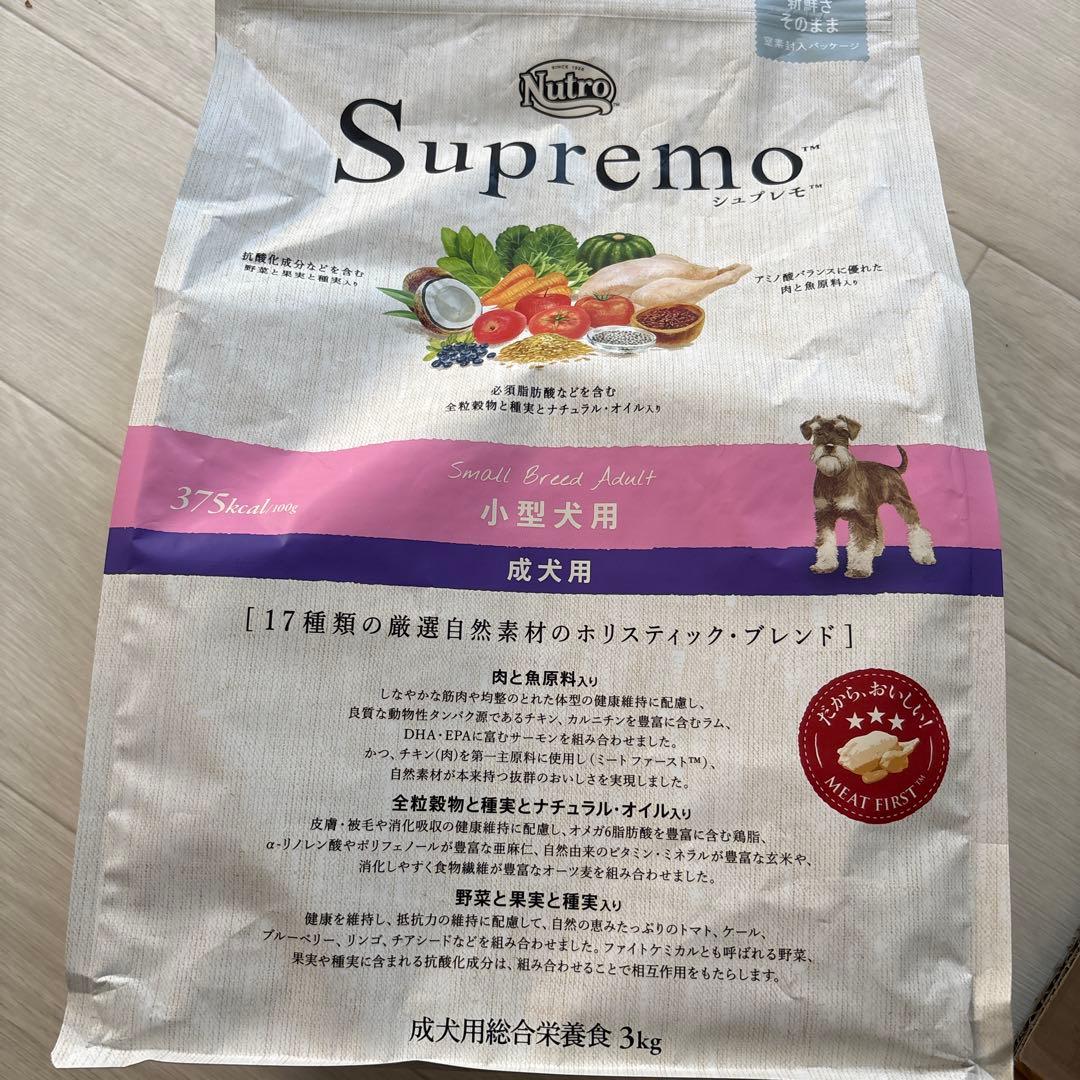 新鮮さ
そのまま
窒素封入パッケージ
SINCE 1926
Nutro™
Supremo™
シュプレモ™
抗酸化成分などを含む
野菜と果実と種実入り
アミノ酸バランスに優れた
肉と魚原料入り
必須脂肪酸などを含む
全粒穀物と種実とナチュラル・オイル入り
Small Breed Adult
375kcal/100g
小型犬用
成犬用
[17種類の厳選自然素材のホリスティック・ブレンド]
肉と魚原料入り
しなやかな筋肉や均整のとれた体型の健康維持に配慮し、
良質な動物性タンパク源であるチキン、カルニチンを豊富に含むラム、
DHA・EPAに富むサーモンを組み合わせました。
かつ、チキン(肉)を第一主原料に使用し(ミートファースト™)、
自然素材が本来持つ抜群のおいしさを実現しました。
だから、おいしい!
MEAT FIRST™
全粒穀物と種実とナチュラル・オイル入り
皮膚・被毛や消化吸収の健康維持に配慮し、オメガ6脂肪酸を豊富に含む鶏脂、
α-リノレン酸やポリフェノールが豊富な亜麻仁、自然由来のビタミン・ミネラルが豊富な玄米や、
消化しやすく食物繊維が豊富なオーツ麦を組み合わせました。
野菜と果実と種実入り
健康を維持し、抵抗力の維持に配慮して、自然の恵みたっぷりのトマト、ケール、
ブルーベリー、リンゴ、チアシードなどを組み合わせました。ファイトケミカルとも呼ばれる野菜、
果実や種実に含まれる抗酸化成分は、組み合わせることで相互作用をもたらします。
成犬用総合栄養食 3kg